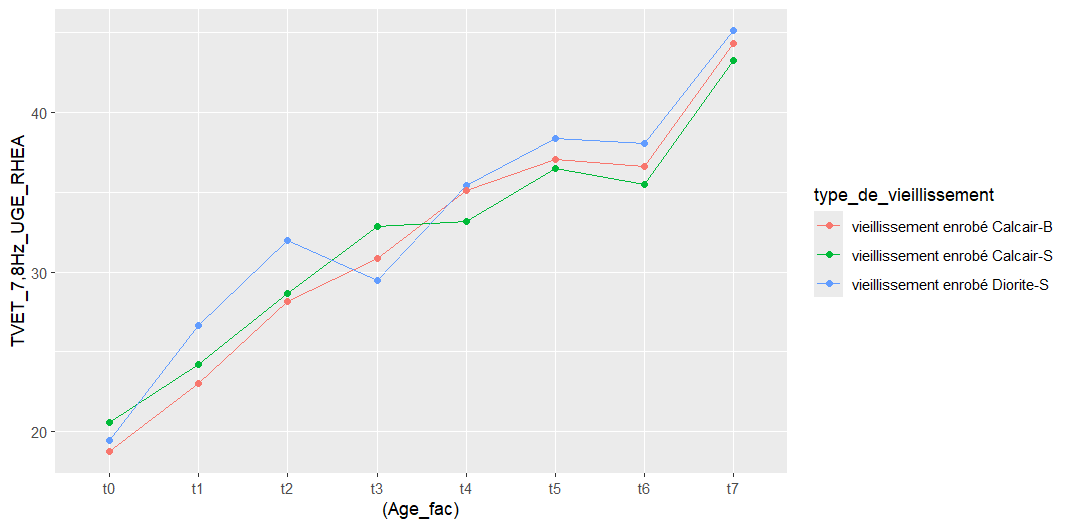 TVET_7,8Hz_UGE_RHEA
40
30
20
t0 t1 t2 t3 t4 t5 t6 t7
(Age_fac)
type_de_vieillissement
vieillissement enrobé Calcair-B
vieillissement enrobé Calcair-S
vieillissement enrobé Diorite-S